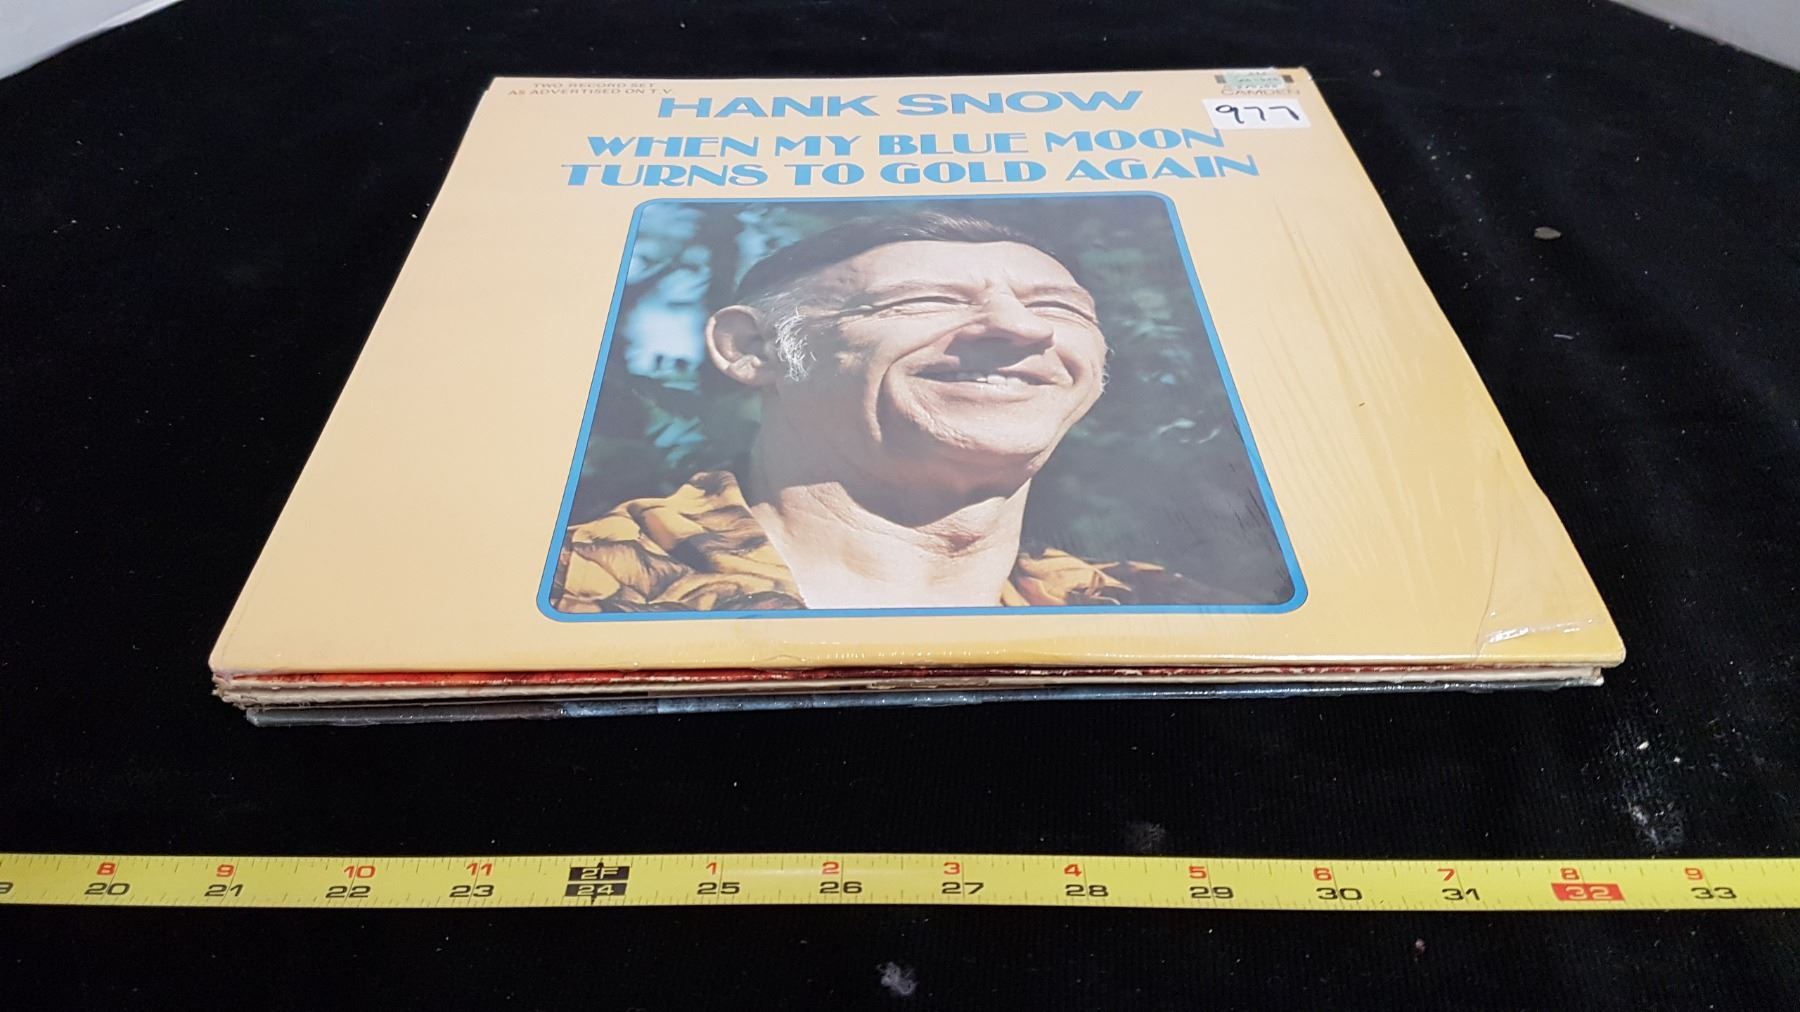 TWO RECORD SET
AS ADVERTISED ON T.V.
HANK SNOW
CAMDEN
977
WHEN MY BLUE MOON
TURNS TO GOLD AGAIN
8 9 10 11 2F 1 2 3 4 5 6 7 8 9
20 21 22 23 24 25 26 27 28 29 30 31 32 33